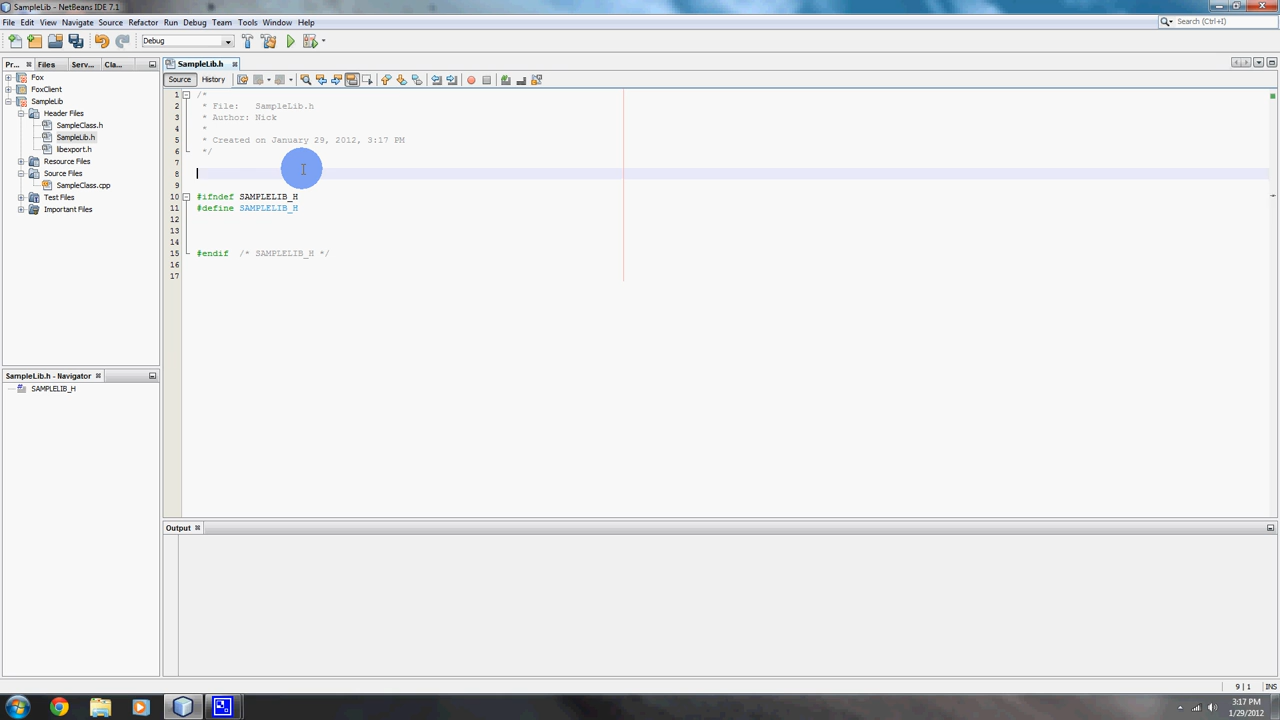 SampleLib - NetBeans IDE 7.1
File Edit View Navigate Source Refactor Run Debug Team Tools Window Help
Search (Ctrl+I)
Debug
Pr... Files Serv... Cla...
SampleLib.h
Source History
Fox
FoxClient
SampleLib
Header Files
SampleClass.h
SampleLib.h
libexport.h
Resource Files
Source Files
SampleClass.cpp
Test Files
Important Files
1 /*
2 * File: SampleLib.h
3 * Author: Nick
4 *
5 * Created on January 29, 2012, 3:17 PM
6 */
7
8
9
10 #ifndef SAMPLELIB_H
11 #define SAMPLELIB_H
12
13
14
15 #endif /* SAMPLELIB_H */
16
17
SampleLib.h - Navigator
SAMPLELIB_H
Output
9 | 1 INS
3:17 PM
1/29/2012